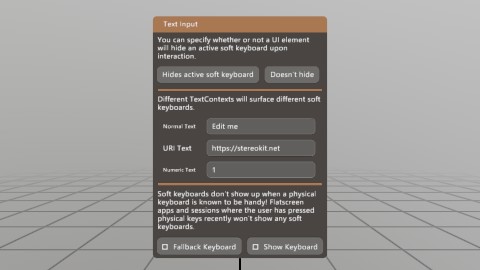 Text Input
You can specify whether or not a UI element
will hide an active soft keyboard upon
interaction.
Hides active soft keyboard Doesn't hide
Different TextContexts will surface different soft
keyboards.
Normal Text Edit me
URI Text https://stereokit.net
Numeric Text 1
Soft keyboards don't show up when a physical
keyboard is known to be handy! Flatscreen
apps and sessions where the user has pressed
physical keys recently won't show any soft
keyboards.
Fallback Keyboard Show Keyboard